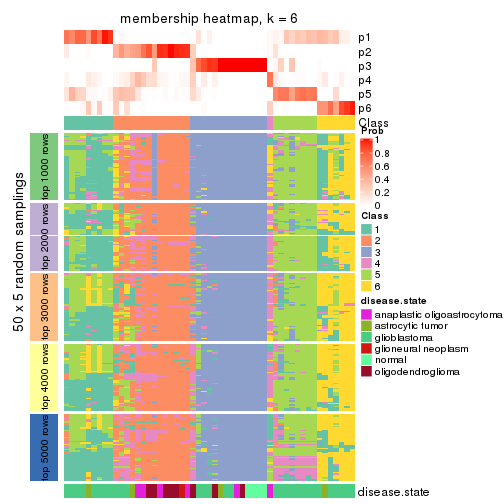 membership heatmap, k = 6
p1
p2
p3
p4
p5
p6
Class
50 x 5 random samplings
top 1000 rows
top 2000 rows
top 3000 rows
top 4000 rows
top 5000 rows
Prob
1
0.8
0.6
0.4
0.2
0
Class
1
2
3
4
5
6
disease.state
anaplastic oligoastrocytoma
astrocytic tumor
glioblastoma
glioneural neoplasm
normal
oligodendroglioma
disease.state